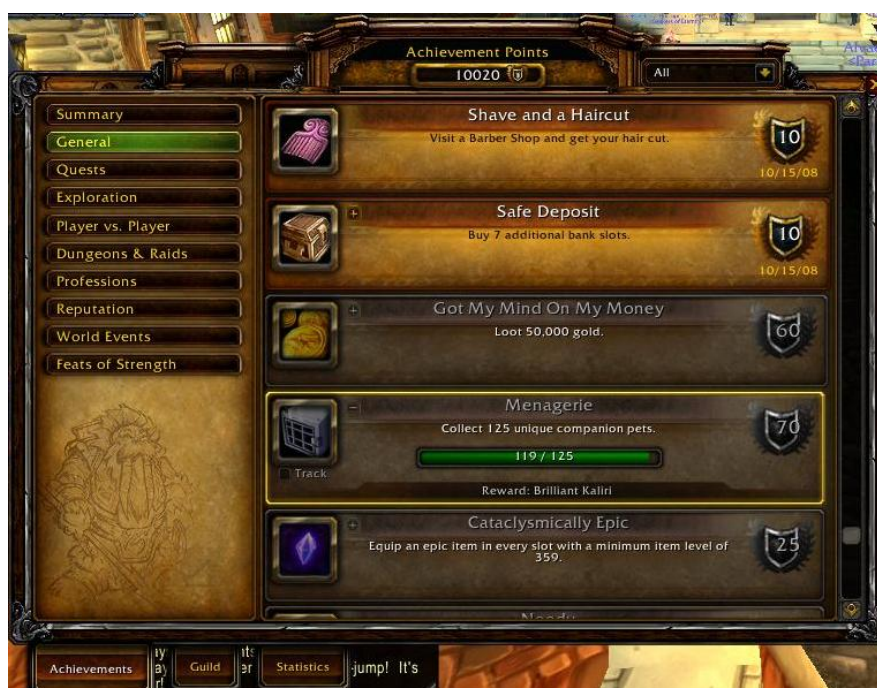 Achievement Points
10020
All
Summary
General
Quests
Exploration
Player vs. Player
Dungeons & Raids
Professions
Reputation
World Events
Feats of Strength
Shave and a Haircut
Visit a Barber Shop and get your hair cut.
10
10/15/08
Safe Deposit
Buy 7 additional bank slots.
10
10/15/08
Got My Mind On My Money
Loot 50,000 gold.
60
Menagerie
Collect 125 unique companion pets.
70
119 / 125
Track
Reward: Brilliant Kaliri
Cataclysmically Epic
Equip an epic item in every slot with a minimum item level of
359.
25
Achievements
Guild
Statistics
-jump! It's